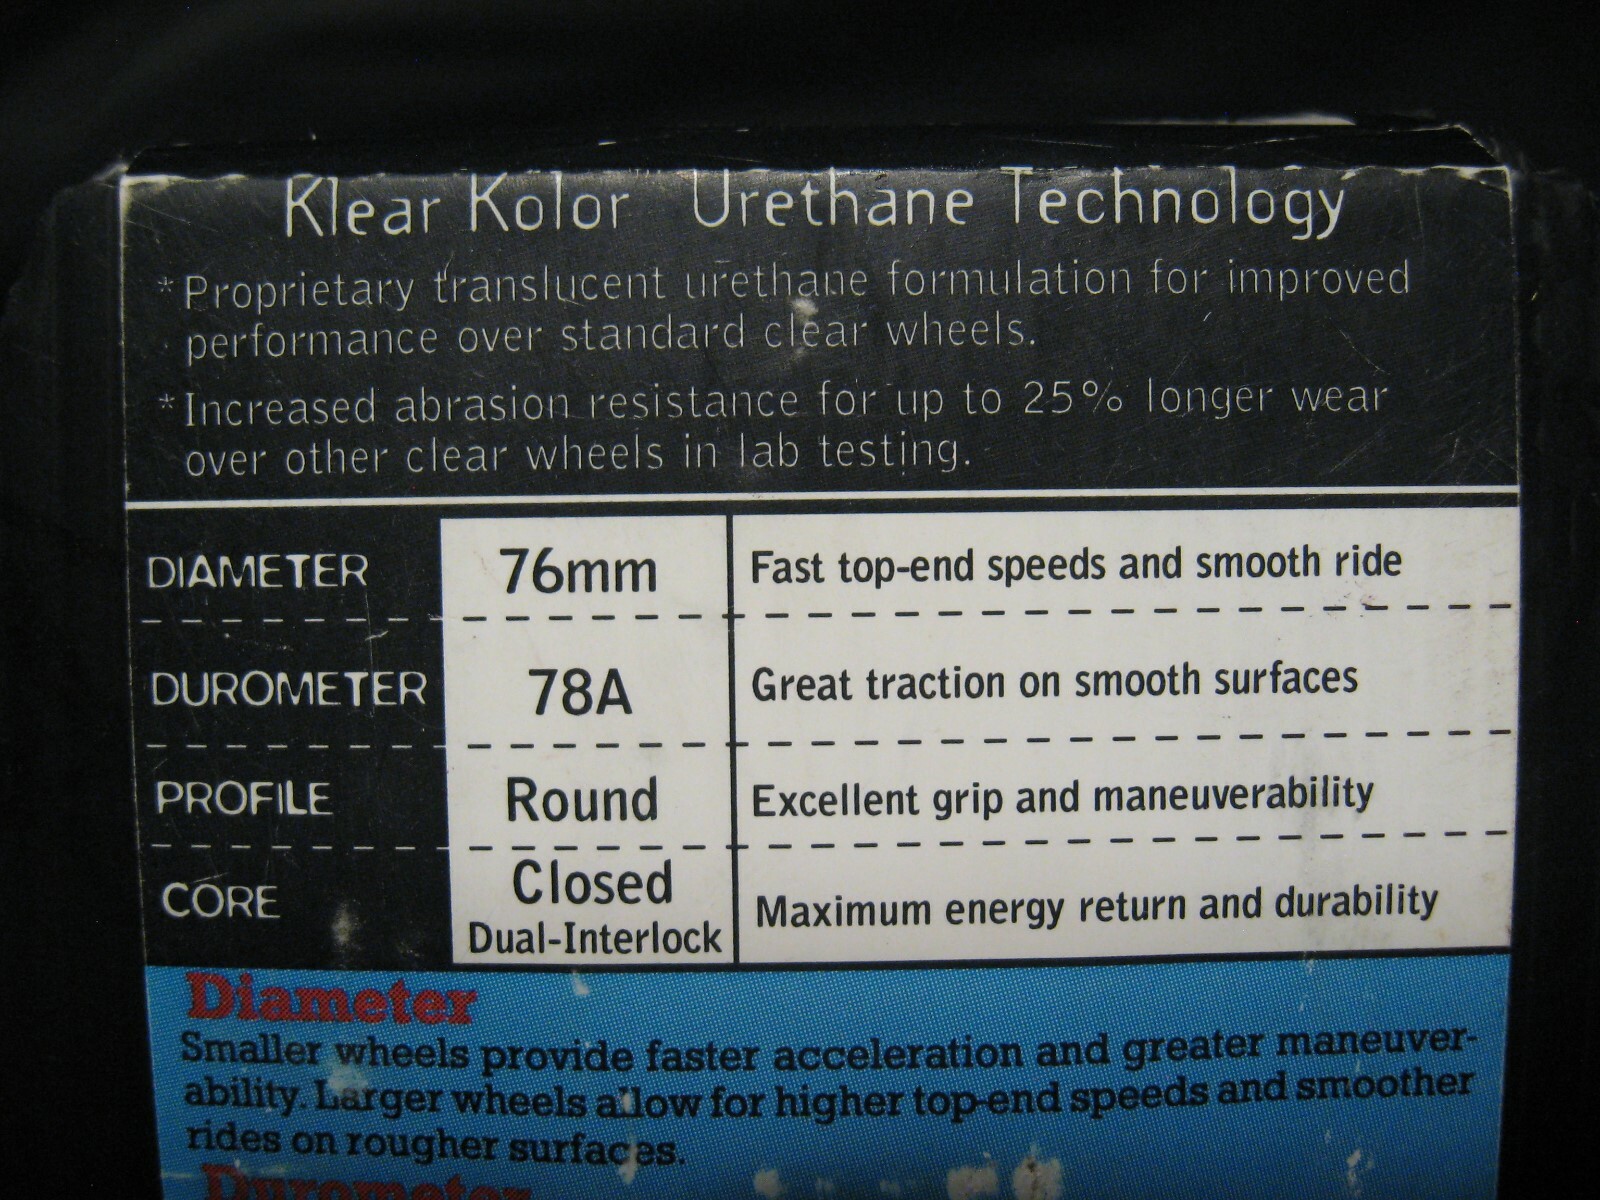 Klear Kolor Urethane Technology
*Proprietary translucent urethane formulation for improved
performance over standard clear wheels.
*Increased abrasion resistance for up to 25% longer wear
over other clear wheels in lab testing.
DIAMETER 76mm Fast top-end speeds and smooth ride
DUROMETER 78A Great traction on smooth surfaces
PROFILE Round Excellent grip and maneuverability
CORE Closed Maximum energy return and durability
Dual-Interlock
Diameter
Smaller wheels provide faster acceleration and greater maneuver-
ability. Larger wheels allow for higher top-end speeds and smoother
rides on rougher surfaces.
Durometer